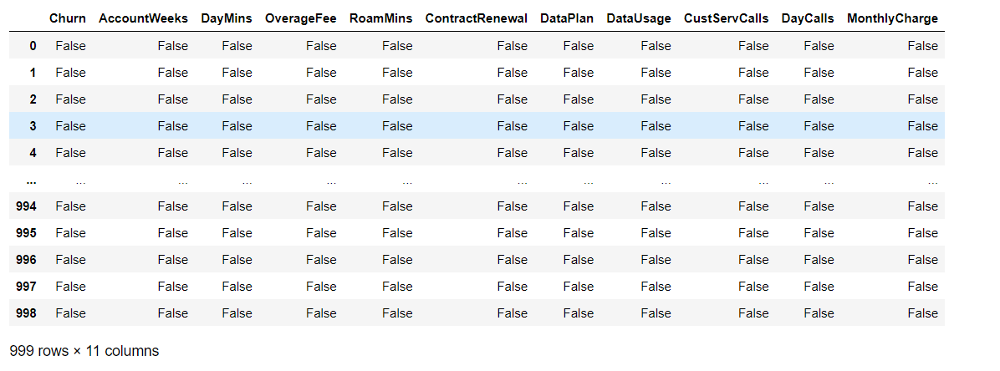 Churn AccountWeeks DayMins OverageFee RoamMins ContractRenewal DataPlan DataUsage CustServCalls DayCalls MonthlyCharge
0 False False False False False False False False False False False
1 False False False False False False False False False False False
2 False False False False False False False False False False False
3 False False False False False False False False False False False
4 False False False False False False False False False False False
... ... ... ... ... ... ... ... ... ... ... ...
994 False False False False False False False False False False False
995 False False False False False False False False False False False
996 False False False False False False False False False False False
997 False False False False False False False False False False False
998 False False False False False False False False False False False
999 rows × 11 columns